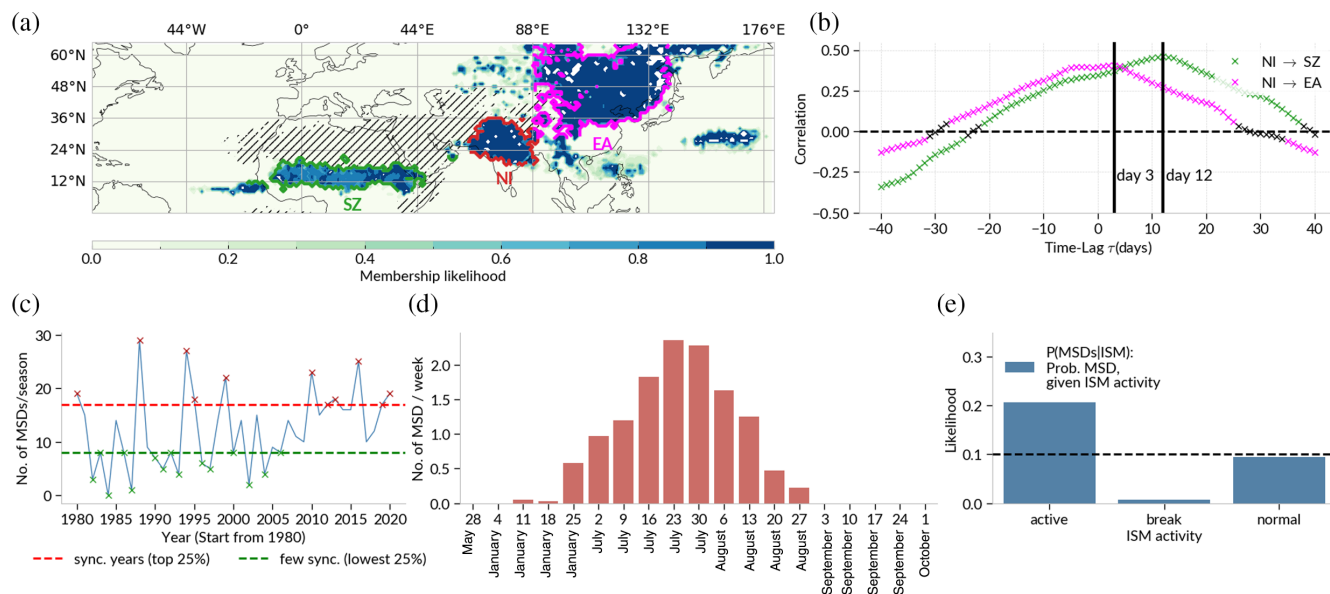 (a)
44°W 0° 44°E 88°E 132°E 176°E
60°N
48°N
36°N
24°N
12°N
EA
NI
SZ
0.0 0.2 0.4 0.6 0.8 1.0
Membership likelihood
(b)
NI → SZ
NI → EA
0.50
0.25
0.00
−0.25
−0.50
Correlation
day 3 day 12
−40 −30 −20 −10 0 10 20 30 40
Time-Lag τ(days)
(c)
30
20
10
0
No. of MSDs/season
1980 1985 1990 1995 2000 2005 2010 2015 2020
Year (Start from 1980)
sync. years (top 25%) few sync. (lowest 25%)
(d)
2.0
1.5
1.0
0.5
0.0
No. of MSD / week
28 4 11 18 25 2 9 16 23 30 6 13 20 27 3 10 17 24 1
May January January January January July July July July July August August August August September September September September October
(e)
0.3
0.2
0.1
0.0
Likelihood
P(MSDs|ISM):
Prob. MSD,
given ISM activity
active break normal
ISM activity